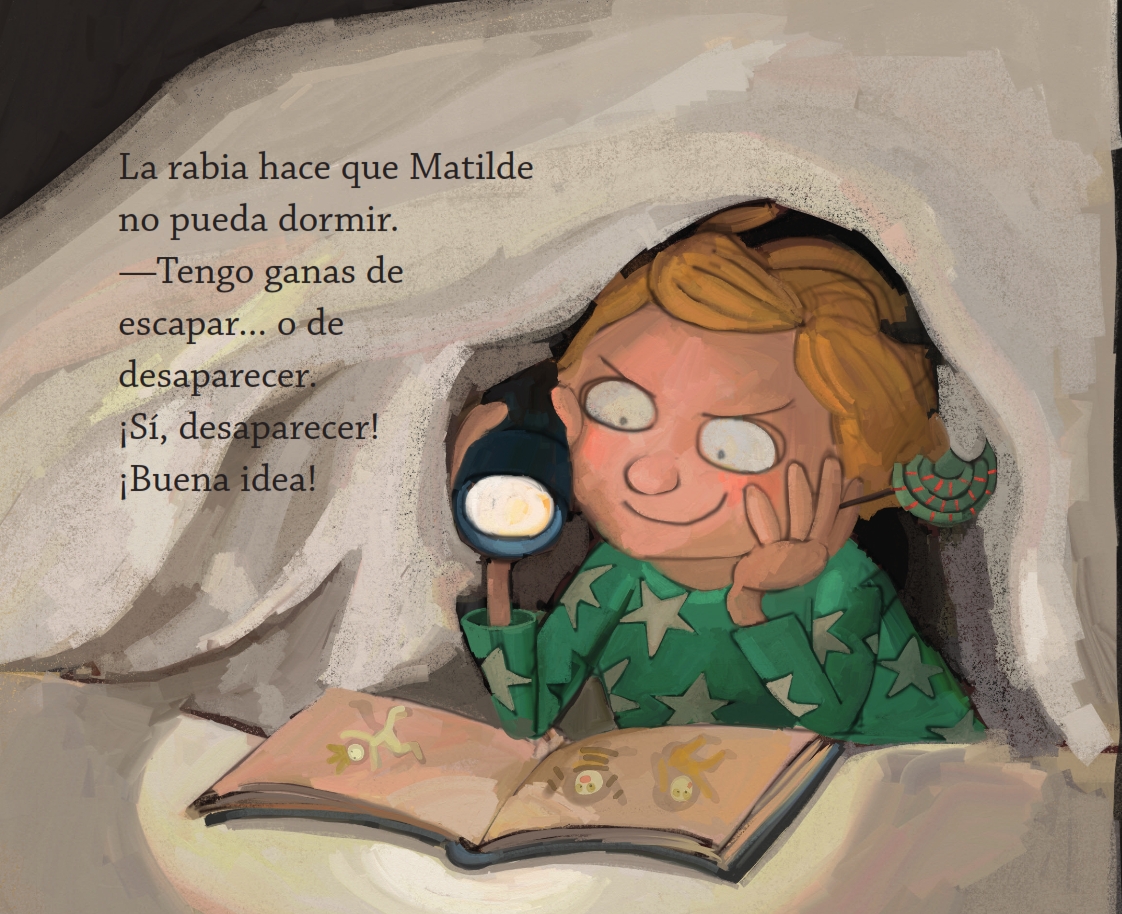 La rabia hace que Matilde
no pueda dormir.
—Tengo ganas de
escapar... o de
desaparecer.
¡Sí, desaparecer!
¡Buena idea!